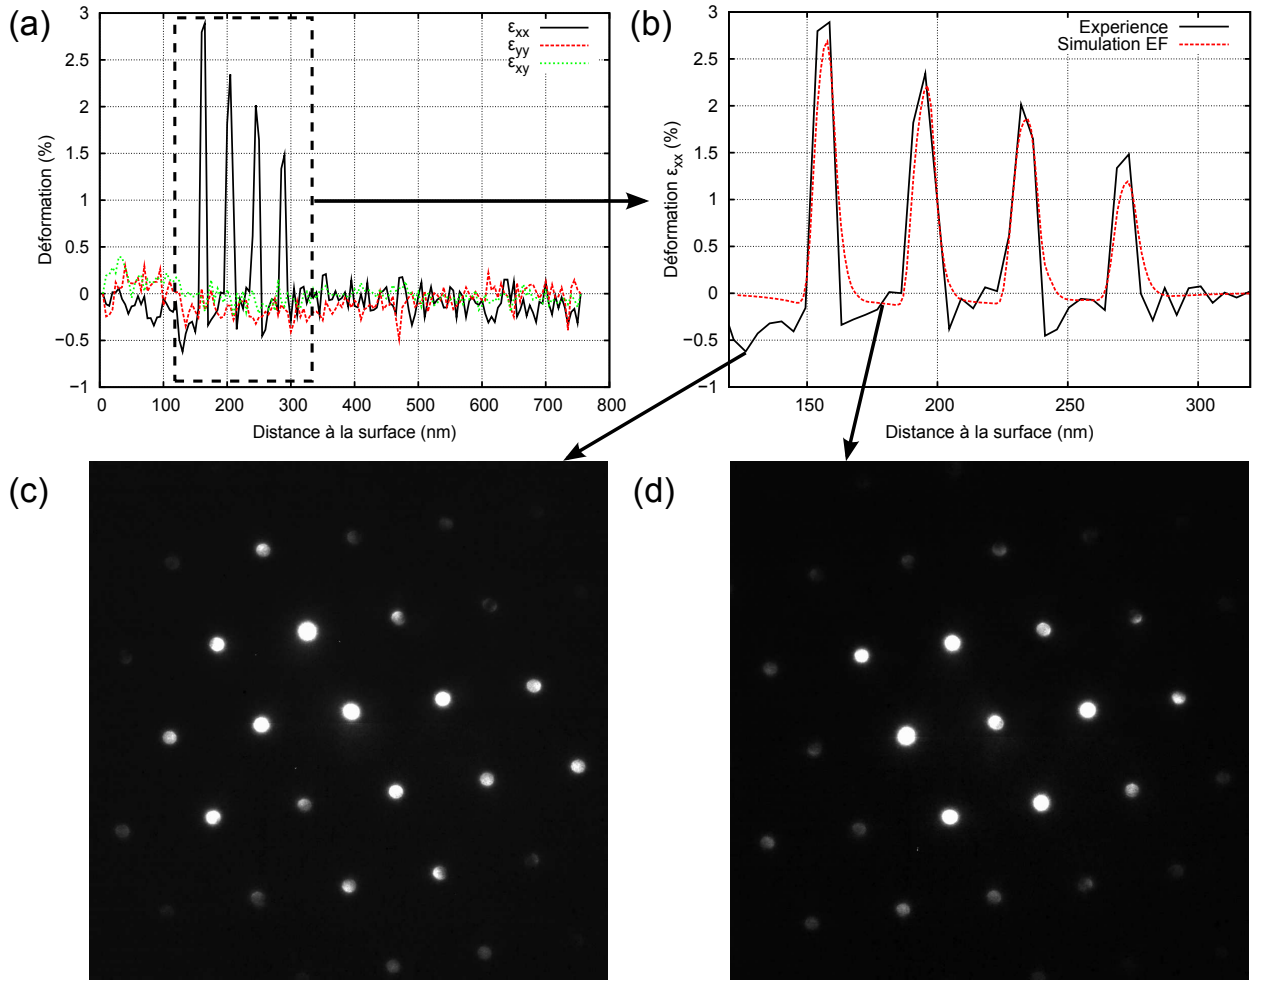 (a)
3
2.5
2
1.5
1
0.5
0
−0.5
−1
Déformation (%)
εxx
εyy
εxy
0 100 200 300 400 500 600 700 800
Distance à la surface (nm)
(b)
3
2.5
2
1.5
1
0.5
0
−0.5
−1
Déformation εxx (%)
Experience
Simulation EF
150 200 250 300
Distance à la surface (nm)
(c)
(d)